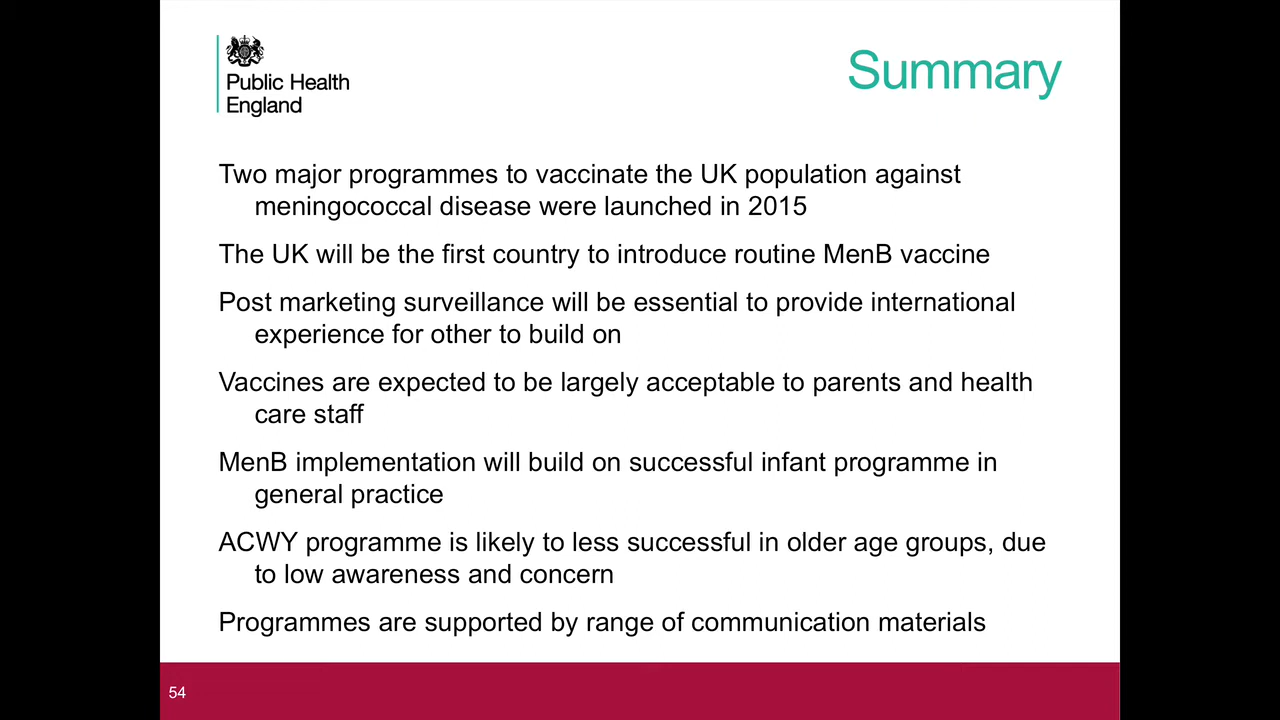 Public Health
England
Summary
Two major programmes to vaccinate the UK population against
meningococcal disease were launched in 2015
The UK will be the first country to introduce routine MenB vaccine
Post marketing surveillance will be essential to provide international
experience for other to build on
Vaccines are expected to be largely acceptable to parents and health
care staff
MenB implementation will build on successful infant programme in
general practice
ACWY programme is likely to less successful in older age groups, due
to low awareness and concern
Programmes are supported by range of communication materials
54